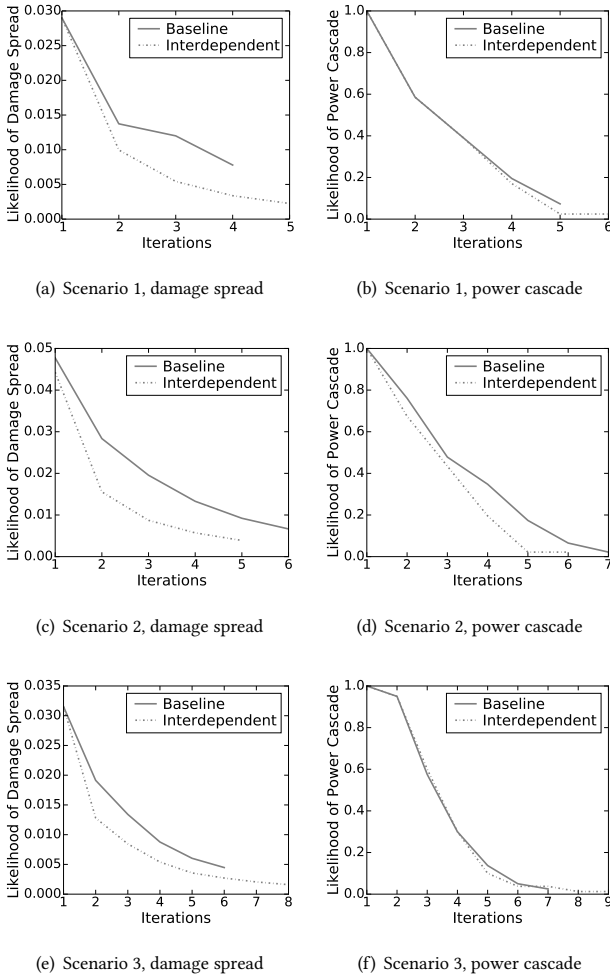 Likelihood of Damage Spread
0.030
0.025
0.020
0.015
0.010
0.005
0.000
Baseline
Interdependent
1 2 3 4 5
Iterations
(a) Scenario 1, damage spread
Likelihood of Power Cascade
1.0
0.8
0.6
0.4
0.2
0.0
Baseline
Interdependent
1 2 3 4 5 6
Iterations
(b) Scenario 1, power cascade
Likelihood of Damage Spread
0.05
0.04
0.03
0.02
0.01
0.00
Baseline
Interdependent
1 2 3 4 5 6
Iterations
(c) Scenario 2, damage spread
Likelihood of Power Cascade
1.0
0.8
0.6
0.4
0.2
0.0
Baseline
Interdependent
1 2 3 4 5 6 7
Iterations
(d) Scenario 2, power cascade
Likelihood of Damage Spread
0.035
0.030
0.025
0.020
0.015
0.010
0.005
0.000
Baseline
Interdependent
1 2 3 4 5 6 7 8
Iterations
(e) Scenario 3, damage spread
Likelihood of Power Cascade
1.0
0.8
0.6
0.4
0.2
0.0
Baseline
Interdependent
1 2 3 4 5 6 7 8 9
Iterations
(f) Scenario 3, power cascade